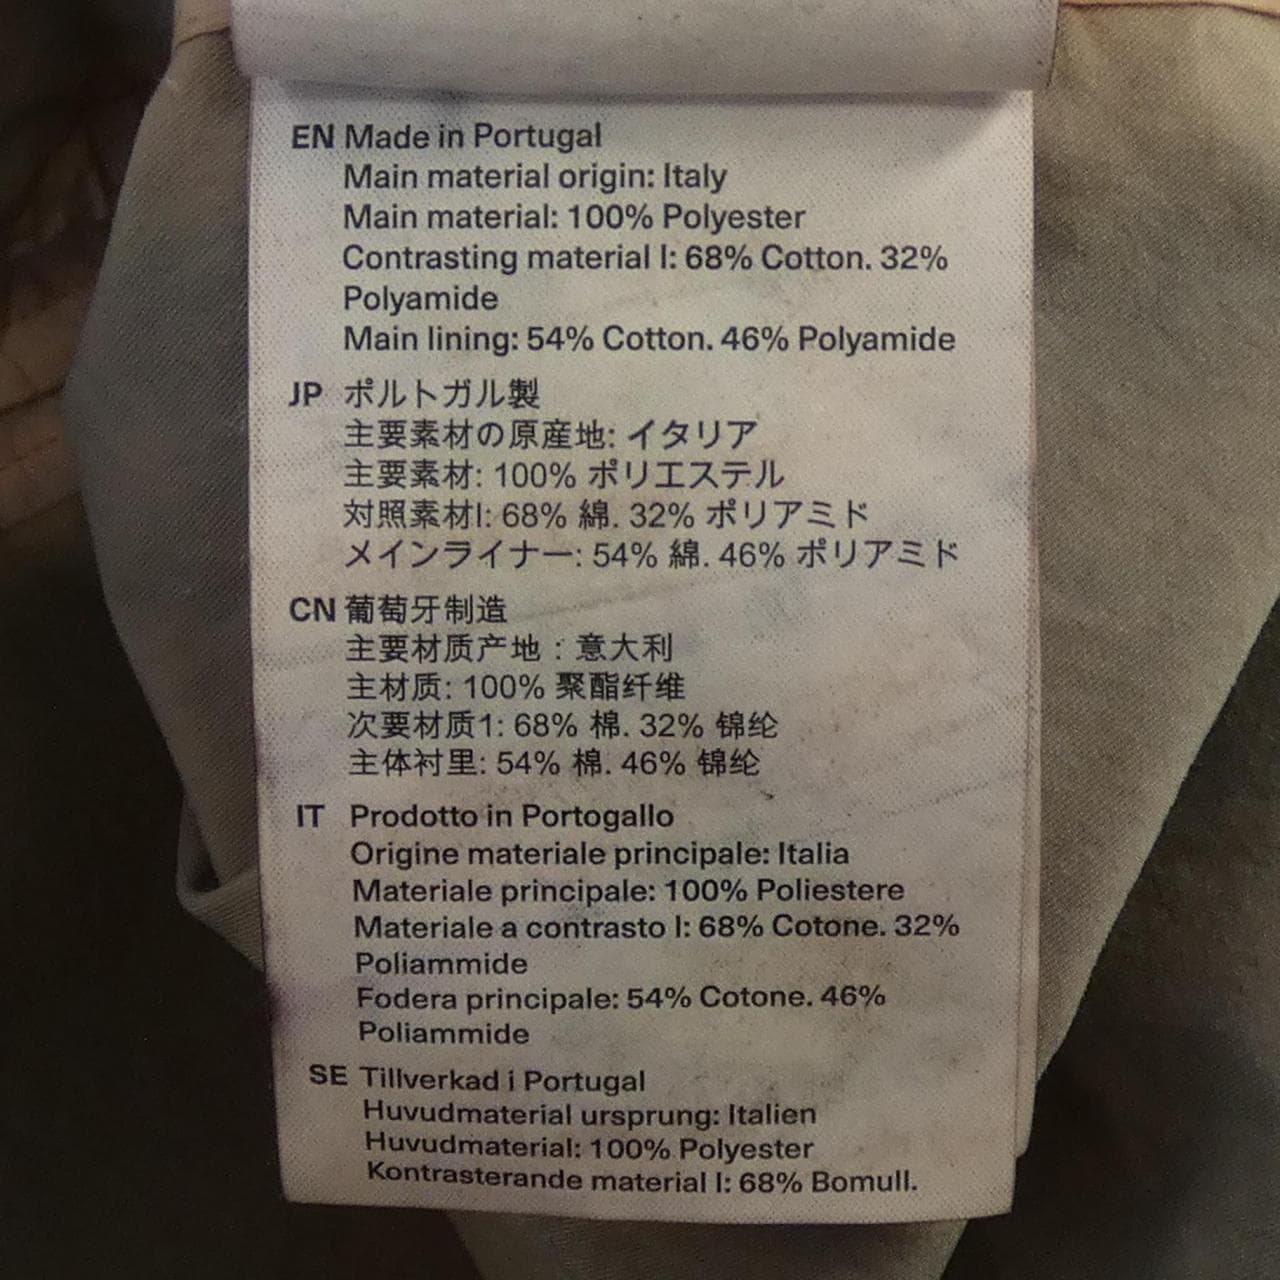 EN Made in Portugal
Main material origin: Italy
Main material: 100% Polyester
Contrasting material I: 68% Cotton. 32%
Polyamide
Main lining: 54% Cotton. 46% Polyamide
JP ポルトガル製
主要素材の原産地: イタリア
主要素材: 100% ポリエステル
対照素材I: 68% 綿. 32% ポリアミド
メインライナー: 54% 綿. 46% ポリアミド
CN 葡萄牙制造
主要材质产地：意大利
主材质: 100% 聚酯纤维
次要材质1: 68% 棉. 32% 锦纶
主体衬里: 54% 棉. 46% 锦纶
IT Prodotto in Portogallo
Origine materiale principale: Italia
Materiale principale: 100% Poliestere
Materiale a contrasto I: 68% Cotone. 32%
Poliammide
Fodera principale: 54% Cotone. 46%
Poliammide
SE Tillverkad i Portugal
Huvudmaterial ursprung: Italien
Huvudmaterial: 100% Polyester
Kontrasterande material I: 68% Bomull.